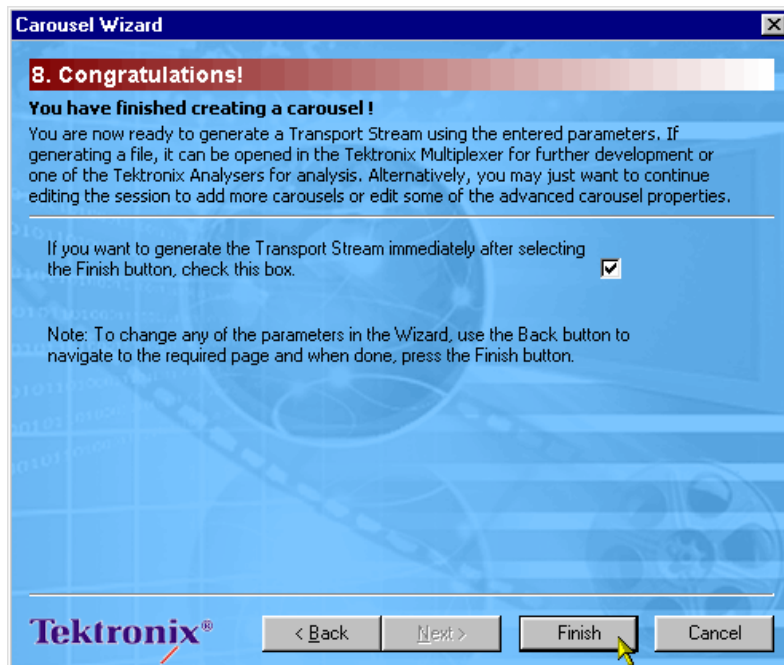 Carousel Wizard
8. Congratulations!
You have finished creating a carousel !
You are now ready to generate a Transport Stream using the entered parameters. If
generating a file, it can be opened in the Tektronix Multiplexer for further development or
one of the Tektronix Analysers for analysis. Alternatively, you may just want to continue
editing the session to add more carousels or edit some of the advanced carousel properties.
If you want to generate the Transport Stream immediately after selecting
the Finish button, check this box.
Note: To change any of the parameters in the Wizard, use the Back button to
navigate to the required page and when done, press the Finish button.
Tektronix®
< Back
Next >
Finish
Cancel